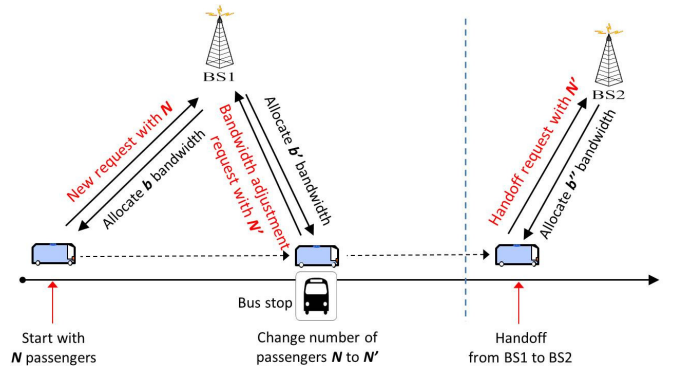 BS1
BS2
New request with N
Allocate b bandwidth
Allocate b' bandwidth
Bandwidth adjustment
request with N'
Handoff request with N'
Allocate b'' bandwidth
Bus stop
Start with
N passengers
Change number of
passengers N to N'
Handoff
from BS1 to BS2